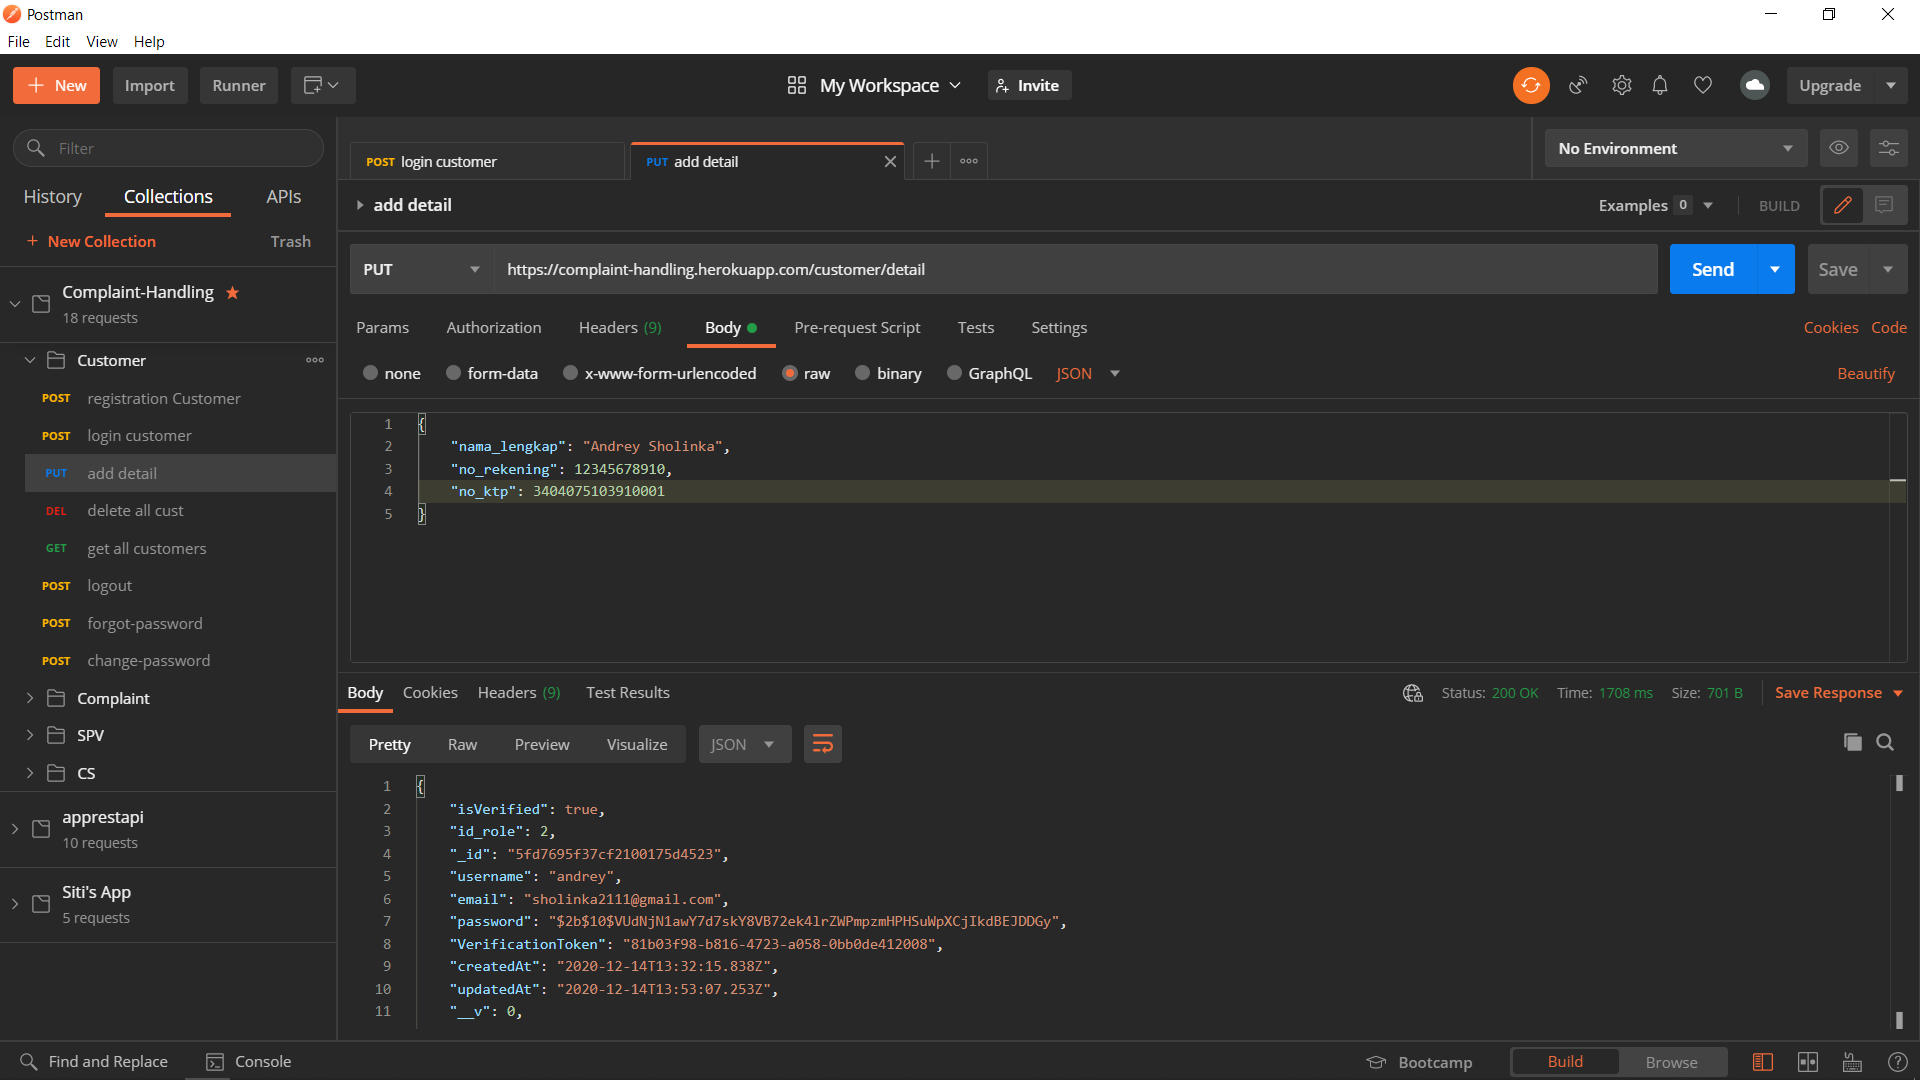 Postman
File Edit View Help
New Import Runner My Workspace Invite Upgrade
Filter
History Collections APIs
+ New Collection Trash
Complaint-Handling
18 requests
Customer
POST registration Customer
POST login customer
PUT add detail
DEL delete all cust
GET get all customers
POST logout
POST forgot-password
POST change-password
Complaint
SPV
CS
apprestapi
10 requests
Siti's App
5 requests
POST login customer PUT add detail
No Environment
add detail Examples 0 BUILD
PUT https://complaint-handling.herokuapp.com/customer/detail Send Save
Params Authorization Headers (9) Body Pre-request Script Tests Settings Cookies Code
none form-data x-www-form-urlencoded raw binary GraphQL JSON Beautify
1 {
2 "nama_lengkap": "Andrey Sholinka",
3 "no_rekening": 12345678910,
4 "no_ktp": 3404075103910001
5 }
Body Cookies Headers (9) Test Results Status: 200 OK Time: 1708 ms Size: 701 B Save Response
Pretty Raw Preview Visualize JSON
1 {
2 "isVerified": true,
3 "id_role": 2,
4 "_id": "5fd7695f37cf2100175d4523",
5 "username": "andrey",
6 "email": "sholinka2111@gmail.com",
7 "password": "$2b$10$VUdNjN1awY7d7skY8VB72ek4lrZWPmpzmHPHSuWpXCjIkdBEJDDGy",
8 "VerificationToken": "81b03f98-b816-4723-a058-0bb0de412008",
9 "createdAt": "2020-12-14T13:32:15.838Z",
10 "updatedAt": "2020-12-14T13:53:07.253Z",
11 "__v": 0,
Find and Replace Console Bootcamp Build Browse